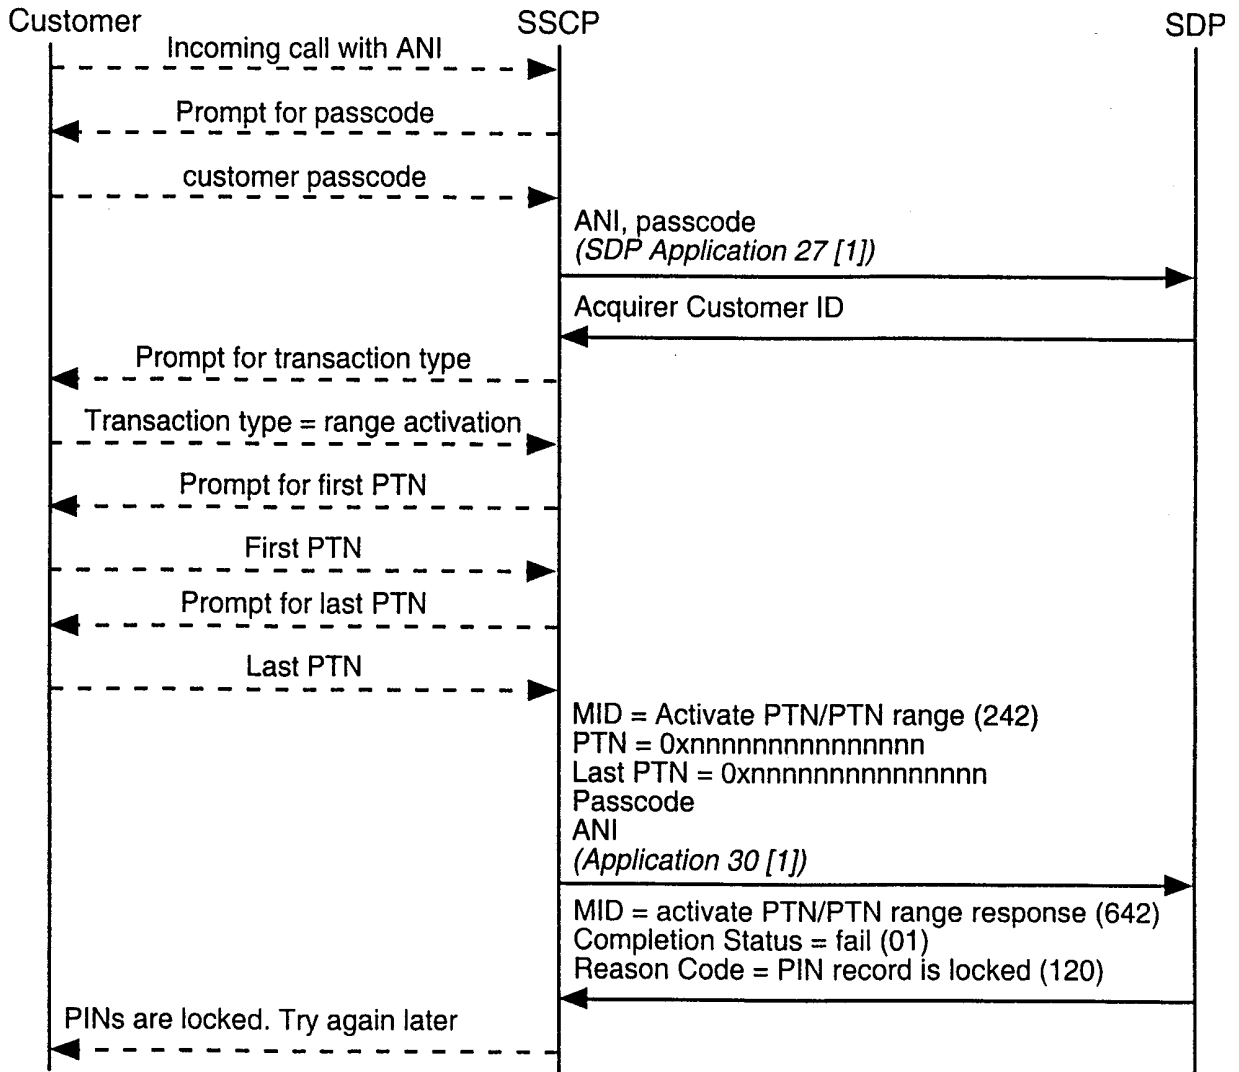 Customer
SSCP
SDP
Incoming call with ANI
Prompt for passcode
customer passcode
ANI, passcode
(SDP Application 27 [1])
Acquirer Customer ID
Prompt for transaction type
Transaction type = range activation
Prompt for first PTN
First PTN
Prompt for last PTN
Last PTN
MID = Activate PTN/PTN range (242)
PTN = 0xnnnnnnnnnnnnnnnn
Last PTN = 0xnnnnnnnnnnnnnnnn
Passcode
ANI
(Application 30 [1])
MID = activate PTN/PTN range response (642)
Completion Status = fail (01)
Reason Code = PIN record is locked (120)
PINs are locked. Try again later